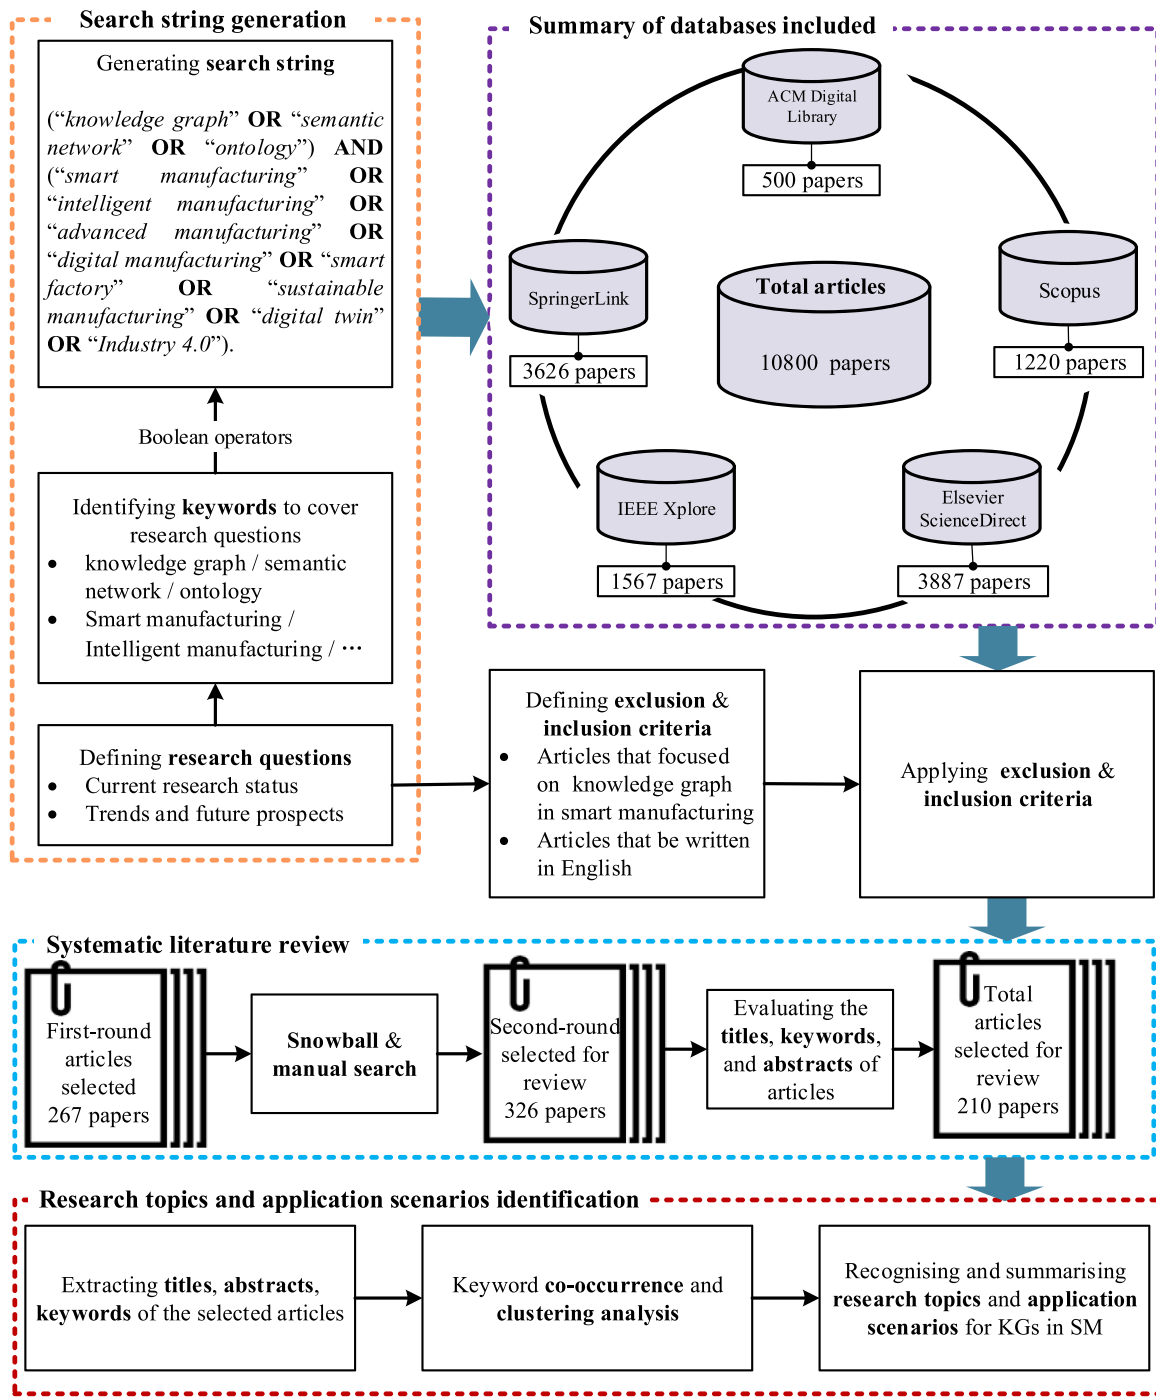 Search string generation
Generating search string
(“knowledge graph” OR “semantic
network” OR “ontology”) AND
(“smart manufacturing” OR
“intelligent manufacturing” OR
“advanced manufacturing” OR
“digital manufacturing” OR “smart
factory” OR “sustainable
manufacturing” OR “digital twin”
OR “Industry 4.0”).
Boolean operators
Identifying keywords to cover
research questions
• knowledge graph / semantic
network / ontology
• Smart manufacturing /
Intelligent manufacturing / ···
Defining research questions
• Current research status
• Trends and future prospects
Summary of databases included
ACM Digital
Library
500 papers
SpringerLink
3626 papers
Total articles
10800 papers
Scopus
1220 papers
IEEE Xplore
1567 papers
Elsevier
ScienceDirect
3887 papers
Defining exclusion &
inclusion criteria
• Articles that focused
on knowledge graph
in smart manufacturing
• Articles that be written
in English
Applying exclusion &
inclusion criteria
Systematic literature review
First-round
articles
selected
267 papers
Snowball &
manual search
Second-round
selected for
review
326 papers
Evaluating the
titles, keywords,
and abstracts of
articles
Total
articles
selected for
review
210 papers
Research topics and application scenarios identification
Extracting titles, abstracts,
keywords of the selected articles
Keyword co-occurrence and
clustering analysis
Recognising and summarising
research topics and application
scenarios for KGs in SM